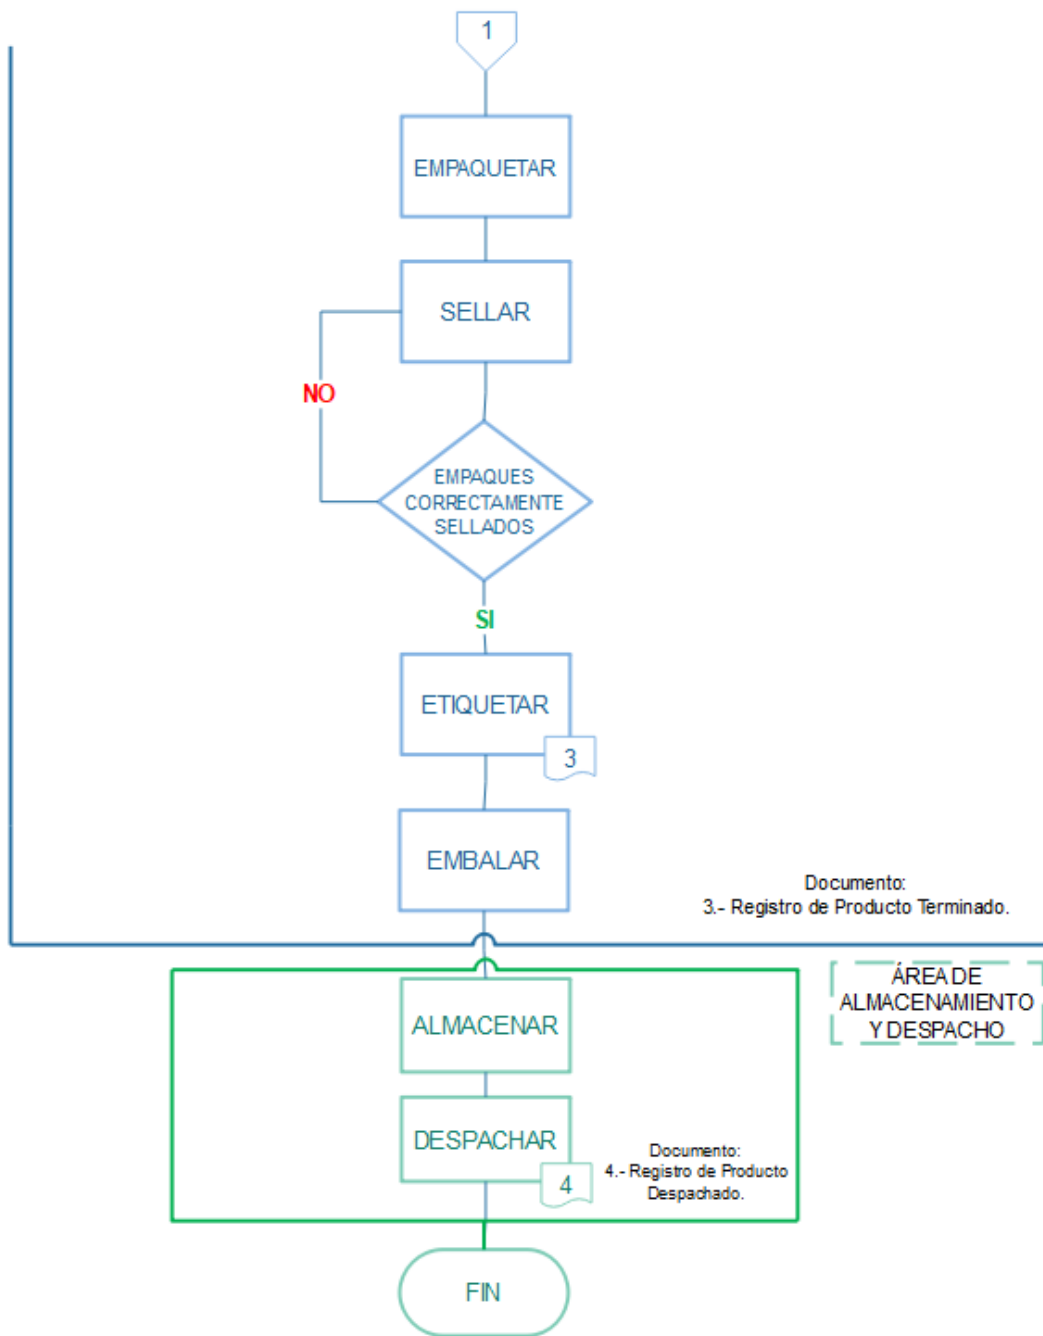 1
EMPAQUETAR
SELLAR
NO
EMPAQUES
CORRECTAMENTE
SELLADOS
SI
ETIQUETAR
3
EMBALAR
Documento:
3.- Registro de Producto Terminado.
ÁREA DE
ALMACENAMIENTO
Y DESPACHO
ALMACENAR
DESPACHAR
4
Documento:
4.- Registro de Producto
Despachado.
FIN